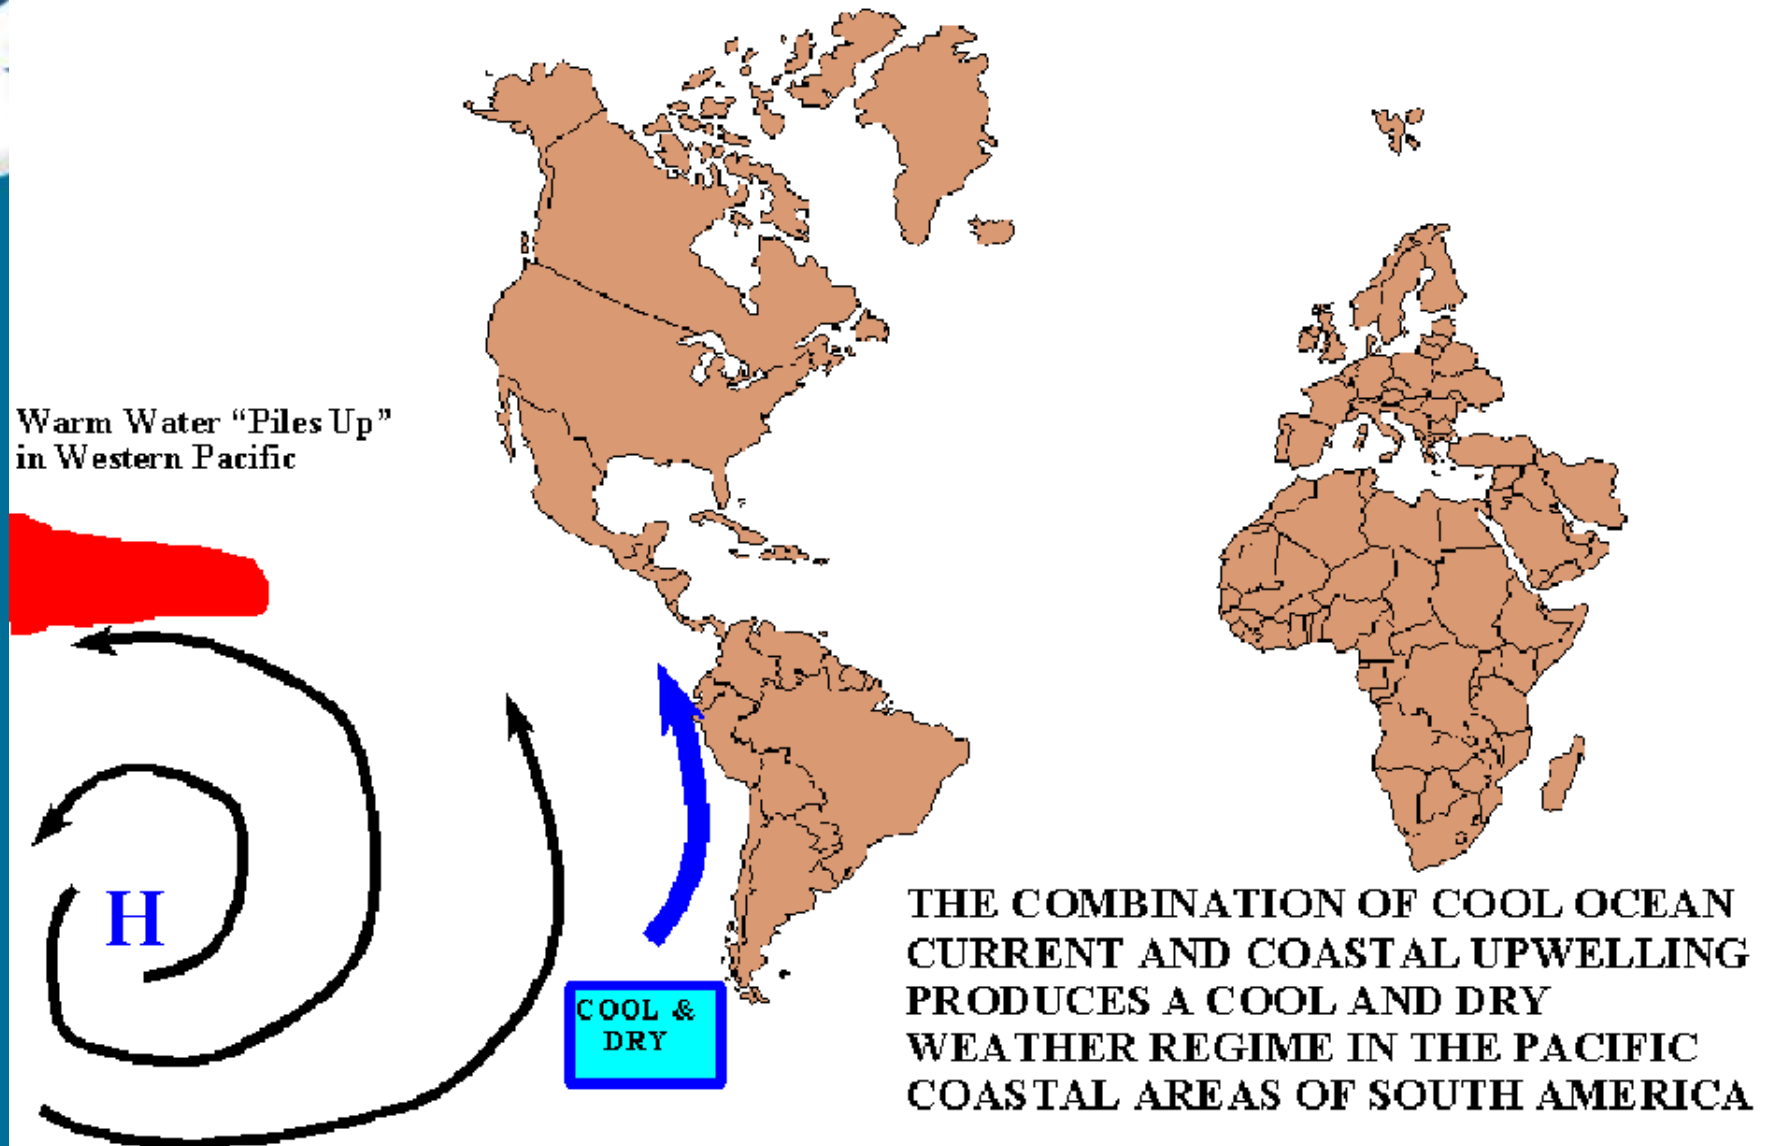 Warm Water “Piles Up”
in Western Pacific
H
COOL &
DRY
THE COMBINATION OF COOL OCEAN
CURRENT AND COASTAL UPWELLING
PRODUCES A COOL AND DRY
WEATHER REGIME IN THE PACIFIC
COASTAL AREAS OF SOUTH AMERICA